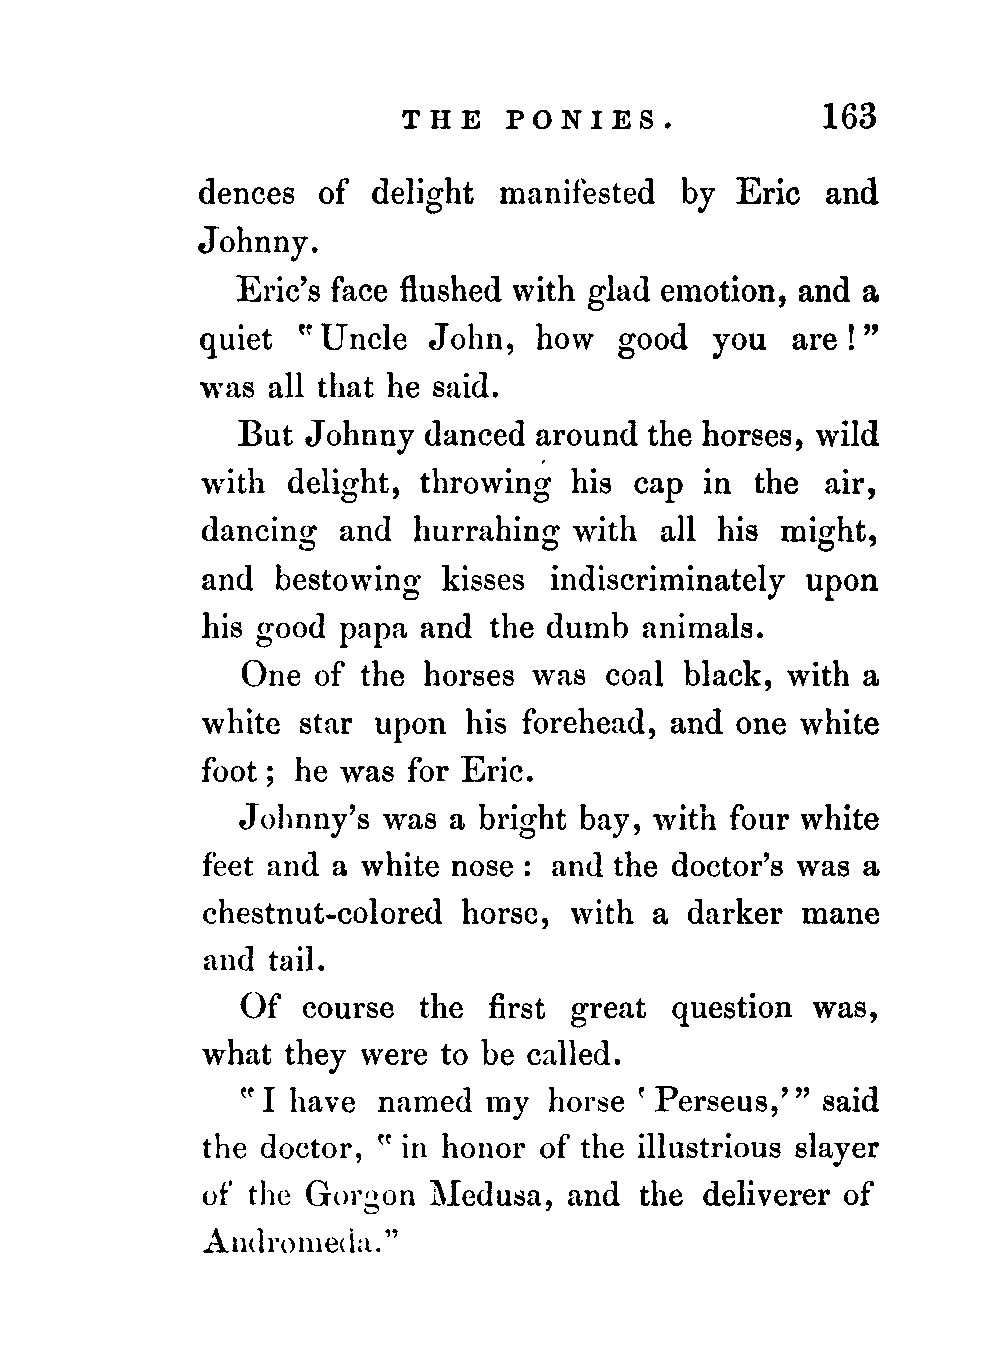 THE PONIES. 163
dences of delight manifested by Eric and
Johnny.
Eric's face flushed with glad emotion, and a
quiet "Uncle John, how good you are!"
was all that he said.
But Johnny danced around the horses, wild
with delight, throwing his cap in the air,
dancing and hurrahing with all his might,
and bestowing kisses indiscriminately upon
his good papa and the dumb animals.
One of the horses was coal black, with a
white star upon his forehead, and one white
foot; he was for Eric.
Johnny's was a bright bay, with four white
feet and a white nose: and the doctor's was a
chestnut-colored horse, with a darker mane
and tail.
Of course the first great question was,
what they were to be called.
"I have named my horse 'Perseus,'" said
the doctor, "in honor of the illustrious slayer
of the Gorgon Medusa, and the deliverer of
Andromeda."